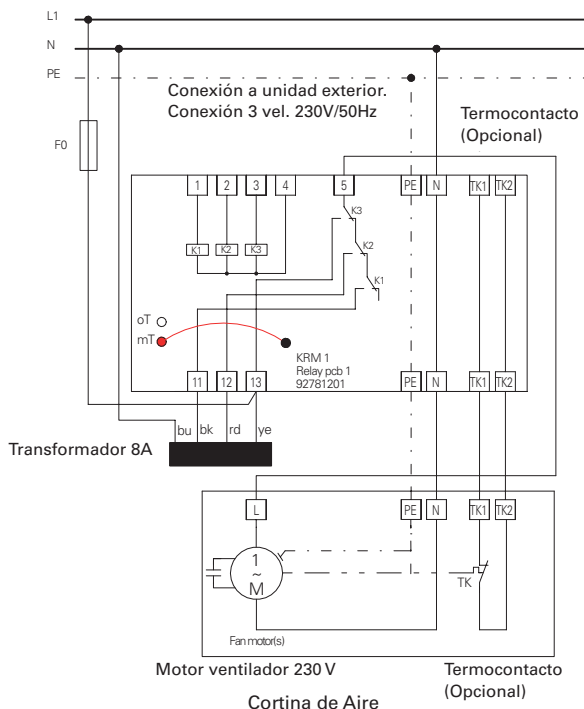 L1
N
PE
Conexión a unidad exterior.
Conexión 3 vel. 230V/50Hz
Termocontacto
(Opcional)
F0
1 2 3 4 5 PE N TK1 TK2
K3
K1 K2 K3
K2
K1
oT
mT
KRM 1
Relay pcb 1
92781201
11 12 13 PE N TK1 TK2
bu bk rd ye
Transformador 8A
L PE N TK1 TK2
1
~
M
TK
Fan motor(s)
Motor ventilador 230 V
Termocontacto
(Opcional)
Cortina de Aire